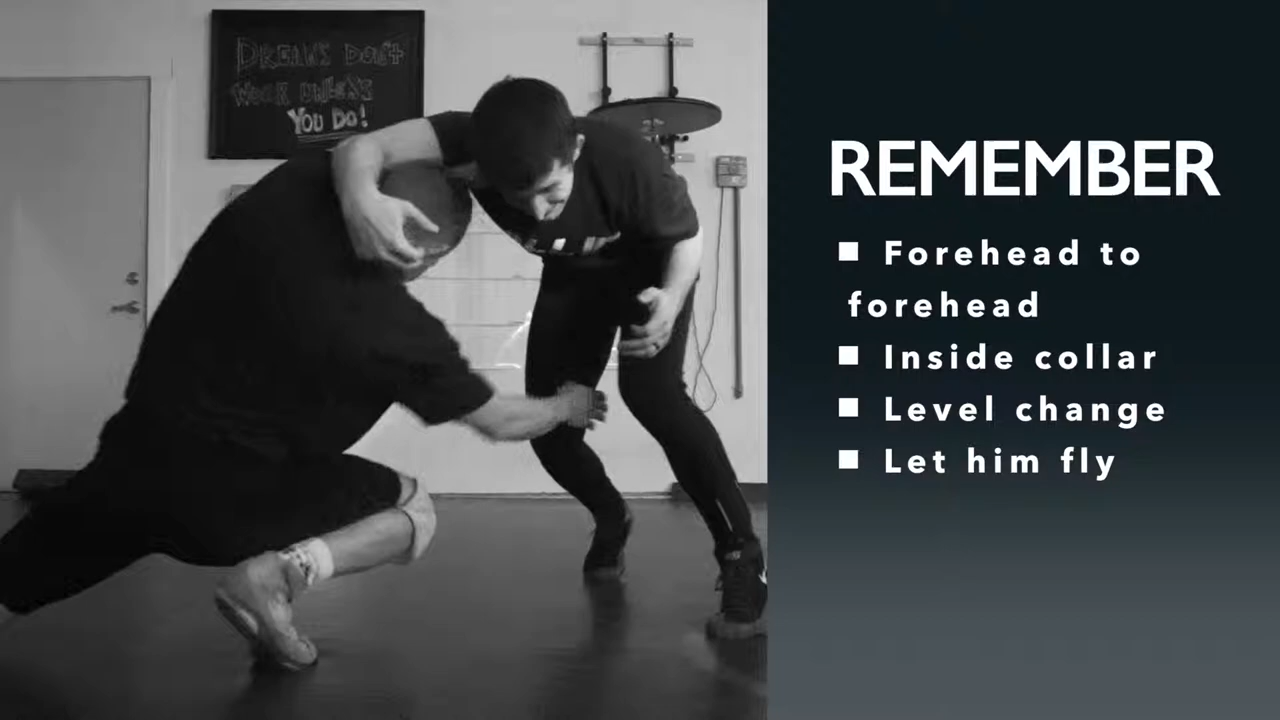 DREAMS DON'T
WORK UNLESS
YOU DO!
REMEMBER
■ Forehead to
forehead
■ Inside collar
■ Level change
■ Let him fly